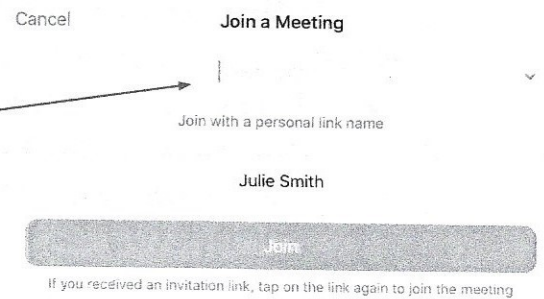 Cancel
Join a Meeting
Join with a personal link name
Julie Smith
Join
If you received an invitation link, tap on the link again to join the meeting